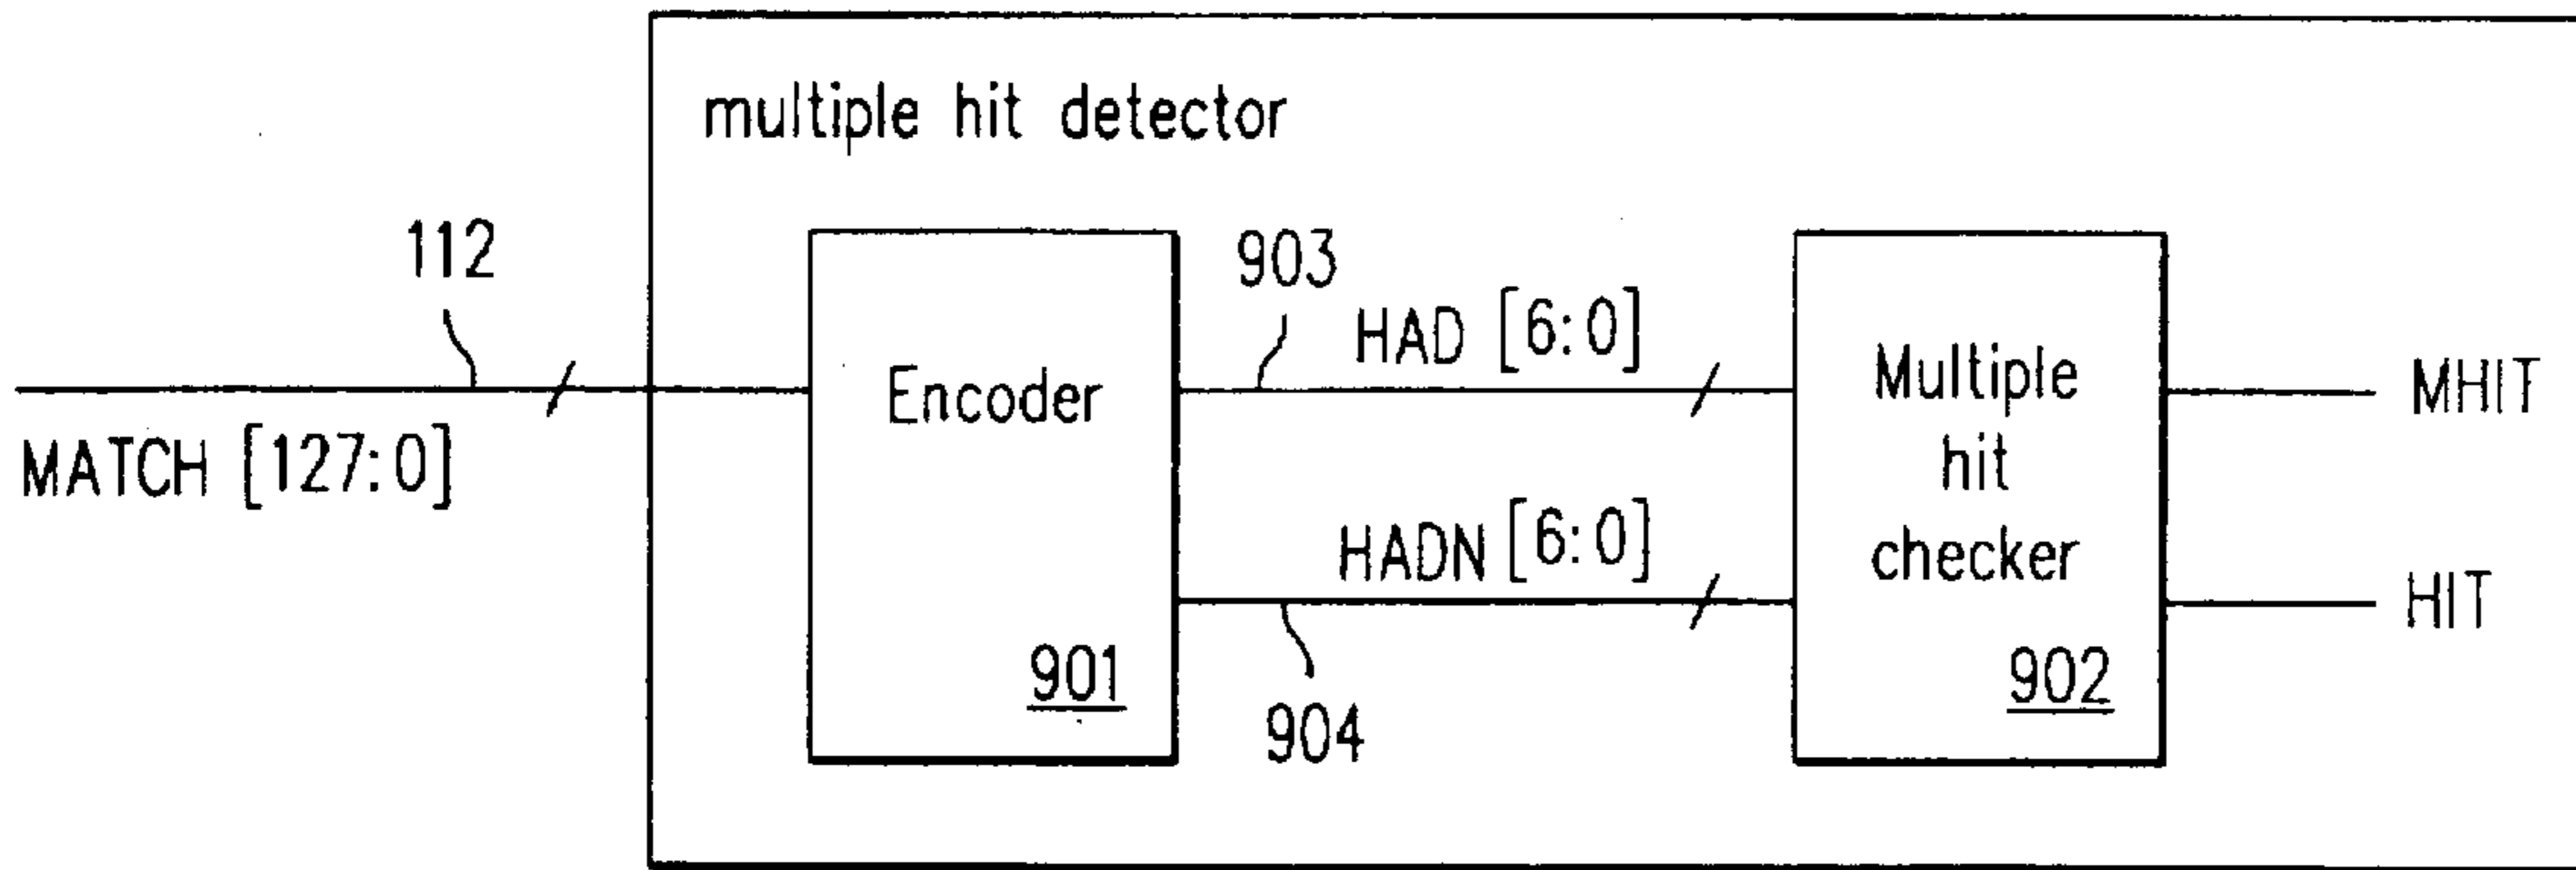 multiple hit detector
112
MATCH [127:0]
Encoder
901
903
HAD [6:0]
HADN [6:0]
904
Multiple
hit
checker
902
MHIT
HIT